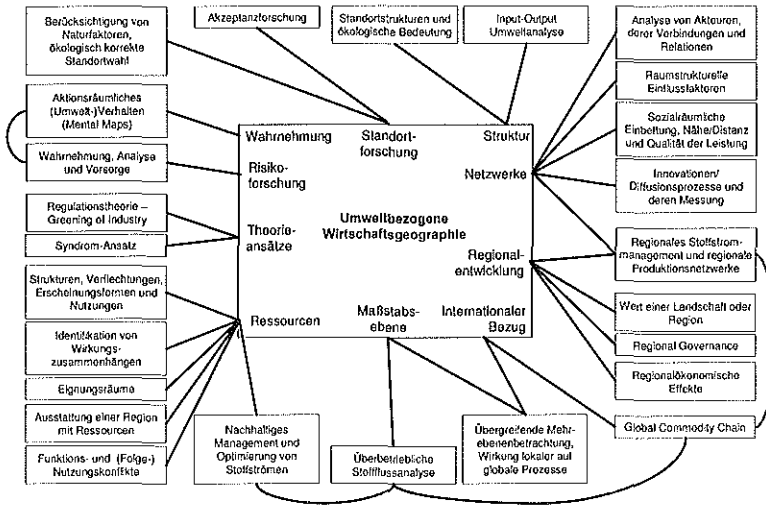 Berücksichtigung von
Naturfaktoren,
ökologisch korrekte
Standortwahl
Akzeptanzforschung
Standortstrukturen und
ökologische Bedeutung
Input-Output
Umweltanalyse
Analyse von Akteuren,
derer Verbindungen und
Relationen
Raumstrukturelle
Einflussfaktoren
Sozialräumliche
Einbettung, Nähe/Distanz
und Qualität der Leistung
Innovationen/
Diffusionsprozesse und
deren Messung
Regionales Stoffstrom-
management und regionale
Produktionsnetzwerke
Wert einer Landschaft oder
Region
Regional Governance
Regionalökonomische
Effekte
Global Commodity Chain
Aktionsräumliches
(Umwelt-)Verhalten
(Mental Maps)
Wahrnehmung, Analyse
und Vorsorge
Regulationstheorie –
Greening of Industry
Syndrom-Ansatz
Strukturen, Verflechtungen,
Erscheinungsformen und
Nutzungen
Identifikation von
Wirkungs-
zusammenhängen
Eignungsräume
Ausstattung einer Region
mit Ressourcen
Funktions- und (Folge-)
Nutzungskonflikte
Wahrnehmung
Standort-
forschung
Struktur
Risiko-
forschung
Netzwerke
Theorie-
ansätze
Umweltbezogene
Wirtschaftsgeographie
Regional-
entwicklung
Ressourcen
Maßstabs-
ebene
Internationaler
Bezug
Nachhaltiges
Management und
Optimierung von
Stoffströmen
Überbetriebliche
Stoffflussanalyse
Übergreifende Mehr-
ebenenbetrachtung,
Wirkung lokaler auf
globale Prozesse